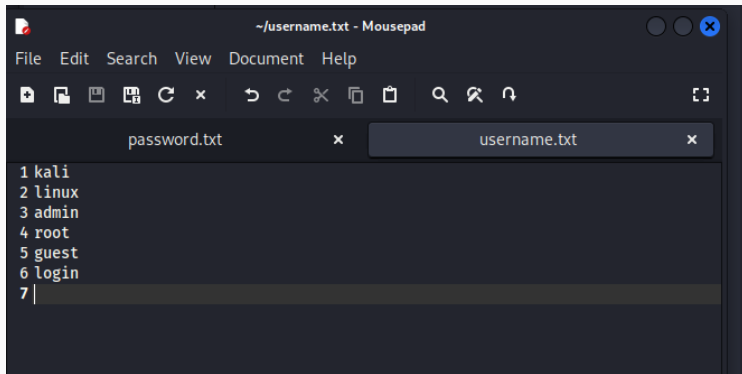 ~/username.txt - Mousepad
File Edit Search View Document Help
password.txt username.txt
1 kali
2 linux
3 admin
4 root
5 guest
6 login
7